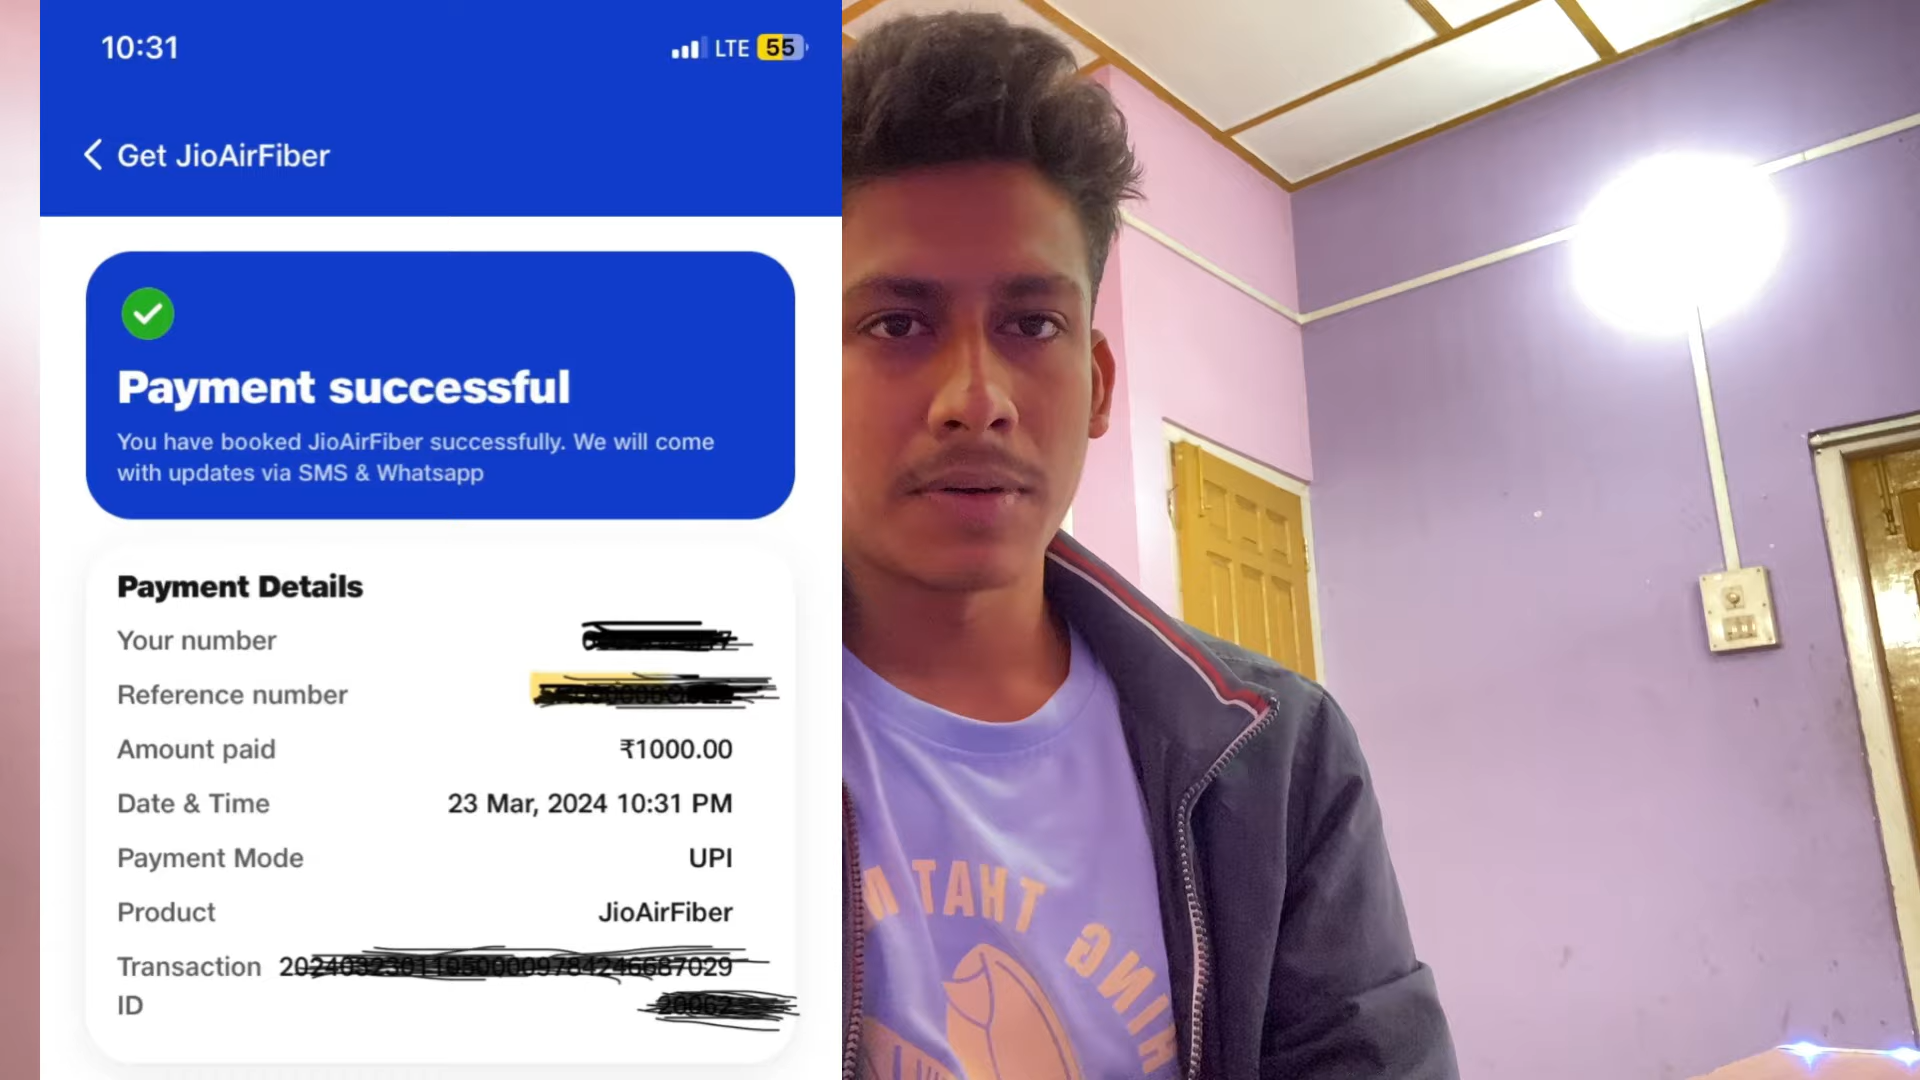 10:31
LTE 55
Get JioAirFiber
Payment successful
You have booked JioAirFiber successfully. We will come
with updates via SMS & Whatsapp
Payment Details
Your number
Reference number
Amount paid ₹1000.00
Date & Time 23 Mar, 2024 10:31 PM
Payment Mode UPI
Product JioAirFiber
Transaction
ID
THAT